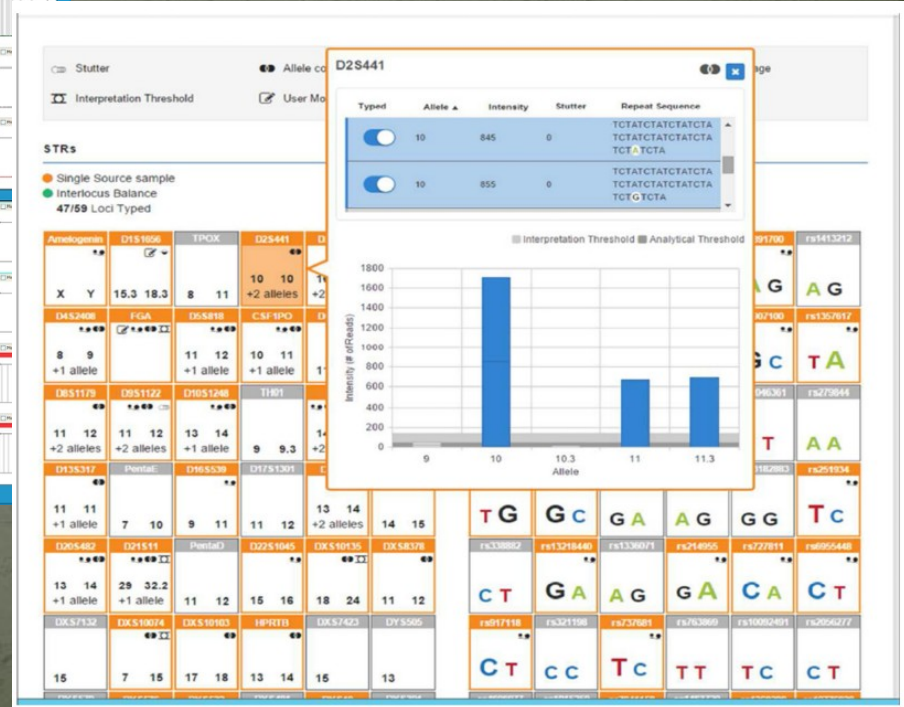 Stutter
Allele co
age
Interpretation Threshold
User Mo
STRs
Single Source sample
Interlocus Balance
47/59 Loci Typed
D2S441
Typed Allele Intensity Stutter Repeat Sequence
TCTATCTATCTATCTA
10 845 0 TCTATCTATCTATCTA
TCTATCTA
TCTATCTATCTATCTA
10 855 0 TCTATCTATCTATCTA
TCTGTCTA
Interpretation Threshold Analytical Threshold
Intensity (# of Reads)
1800
1600
1400
1200
1000
800
600
400
200
0
9 10 10.3 11 11.3
Allele
Amelogenin D1S1656 TPOX D2S441
X Y 15.3 18.3 8 11 10 10
+2 alleles
D4S2408 FGA D5S818 CSF1PO
8 9 11 12 10 11
+1 allele +1 allele +1 allele
D8S1179 D9S1122 D10S1248 TH01
11 12 11 12 13 14 9 9.3
+2 alleles +2 alleles +1 allele
D13S317 PentaE D16S539 D17S1301
11 11 7 10 9 11 11 12 13 14 14 15
+1 allele +2 alleles
D20S482 D21S11 PentaD D22S1045 DXS10135 DXS8378
13 14 29 32.2 11 12 15 16 18 24 11 12
+1 allele +1 allele
DXS7132 DXS10074 DXS10103 HPRTB DXS7423 DYS505
15 7 15 17 18 13 14 15 13
91700 rs1413212
G A G
07100 rs1357617
G C T A
046361 rs279844
T A A
rs251934
T G G C G A A G G G T C
rs338882 rs13218440 rs1336071 rs214955 rs727811 rs6955448
C T G A A G G A C A C T
rs917118 rs321198 rs737681 rs763869 rs10092491 rs2056277
C T C C T C T T T C C T